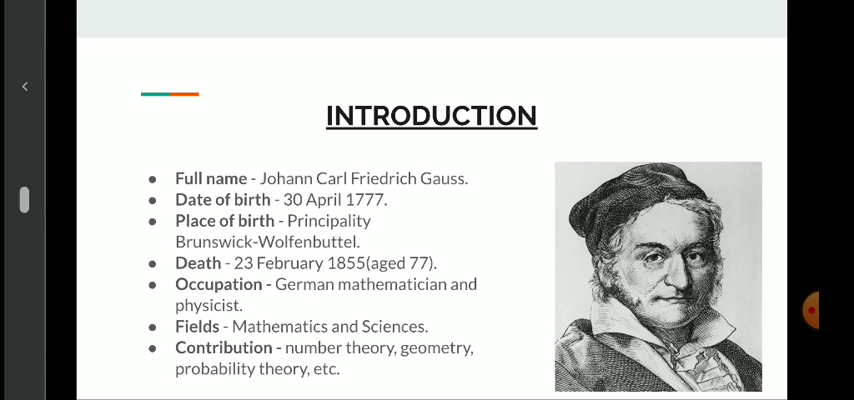 INTRODUCTION
● Full name - Johann Carl Friedrich Gauss.
● Date of birth - 30 April 1777.
● Place of birth - Principality
Brunswick-Wolfenbuttel.
● Death - 23 February 1855(aged 77).
● Occupation - German mathematician and
physicist.
● Fields - Mathematics and Sciences.
● Contribution - number theory, geometry,
probability theory, etc.